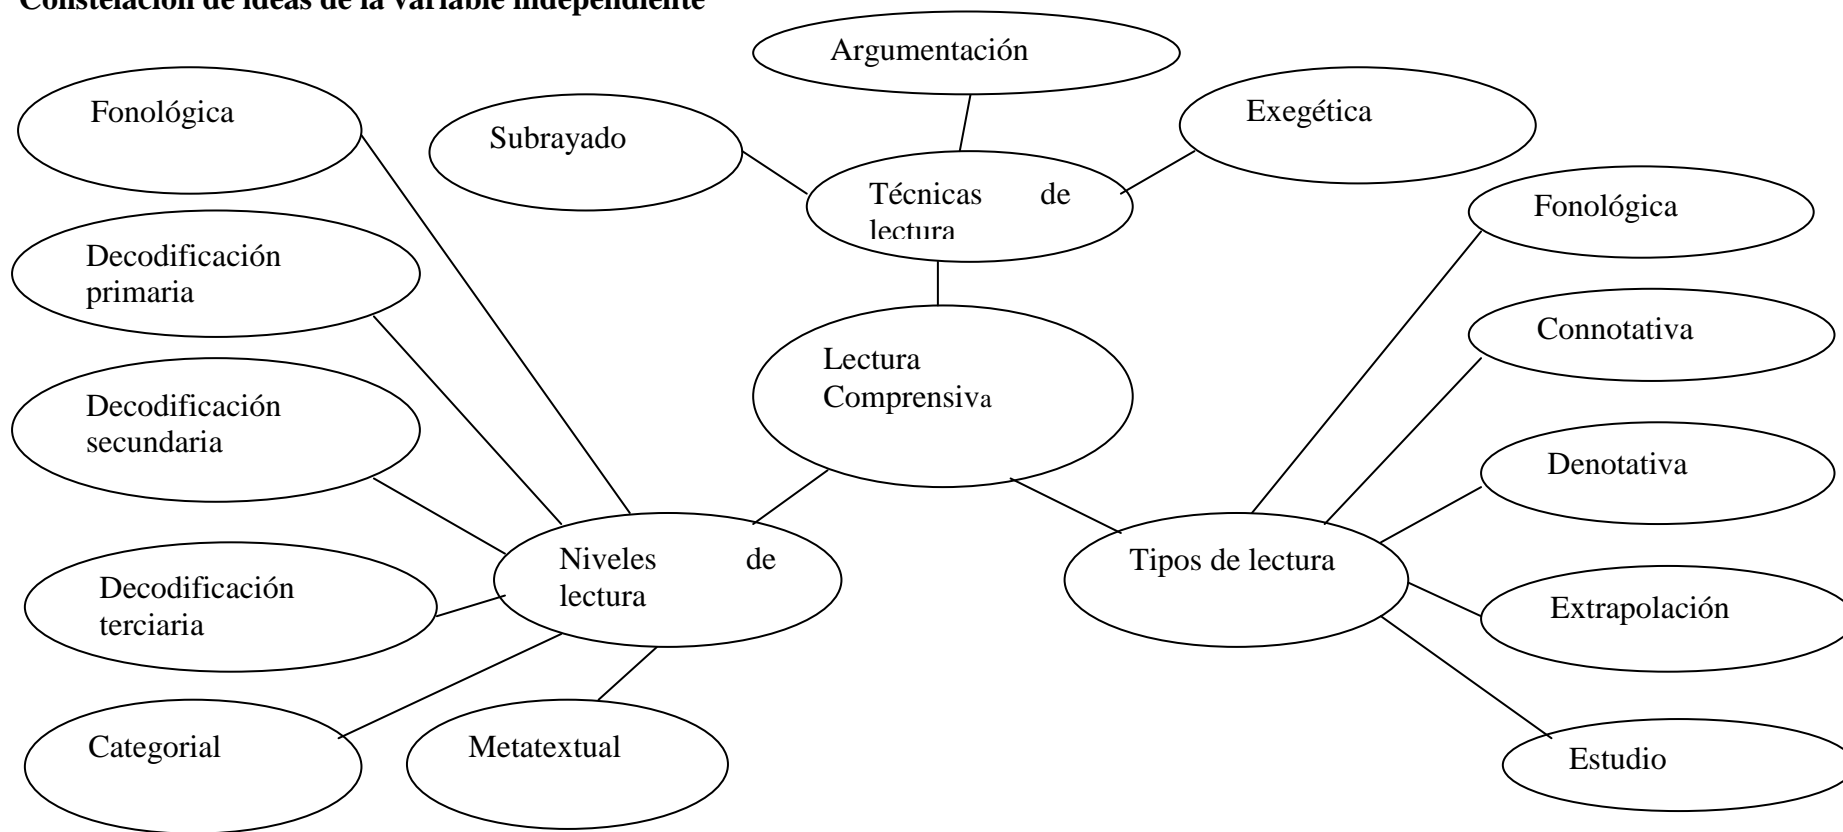 Constelación de ideas de la variable independiente
Argumentación
Fonológica
Subrayado
Exegética
Técnicas de
lectura
Fonológica
Decodificación
primaria
Connotativa
Lectura
Comprensiva
Decodificación
secundaria
Denotativa
Niveles de
lectura
Tipos de lectura
Decodificación
terciaria
Extrapolación
Categorial
Metatextual
Estudio